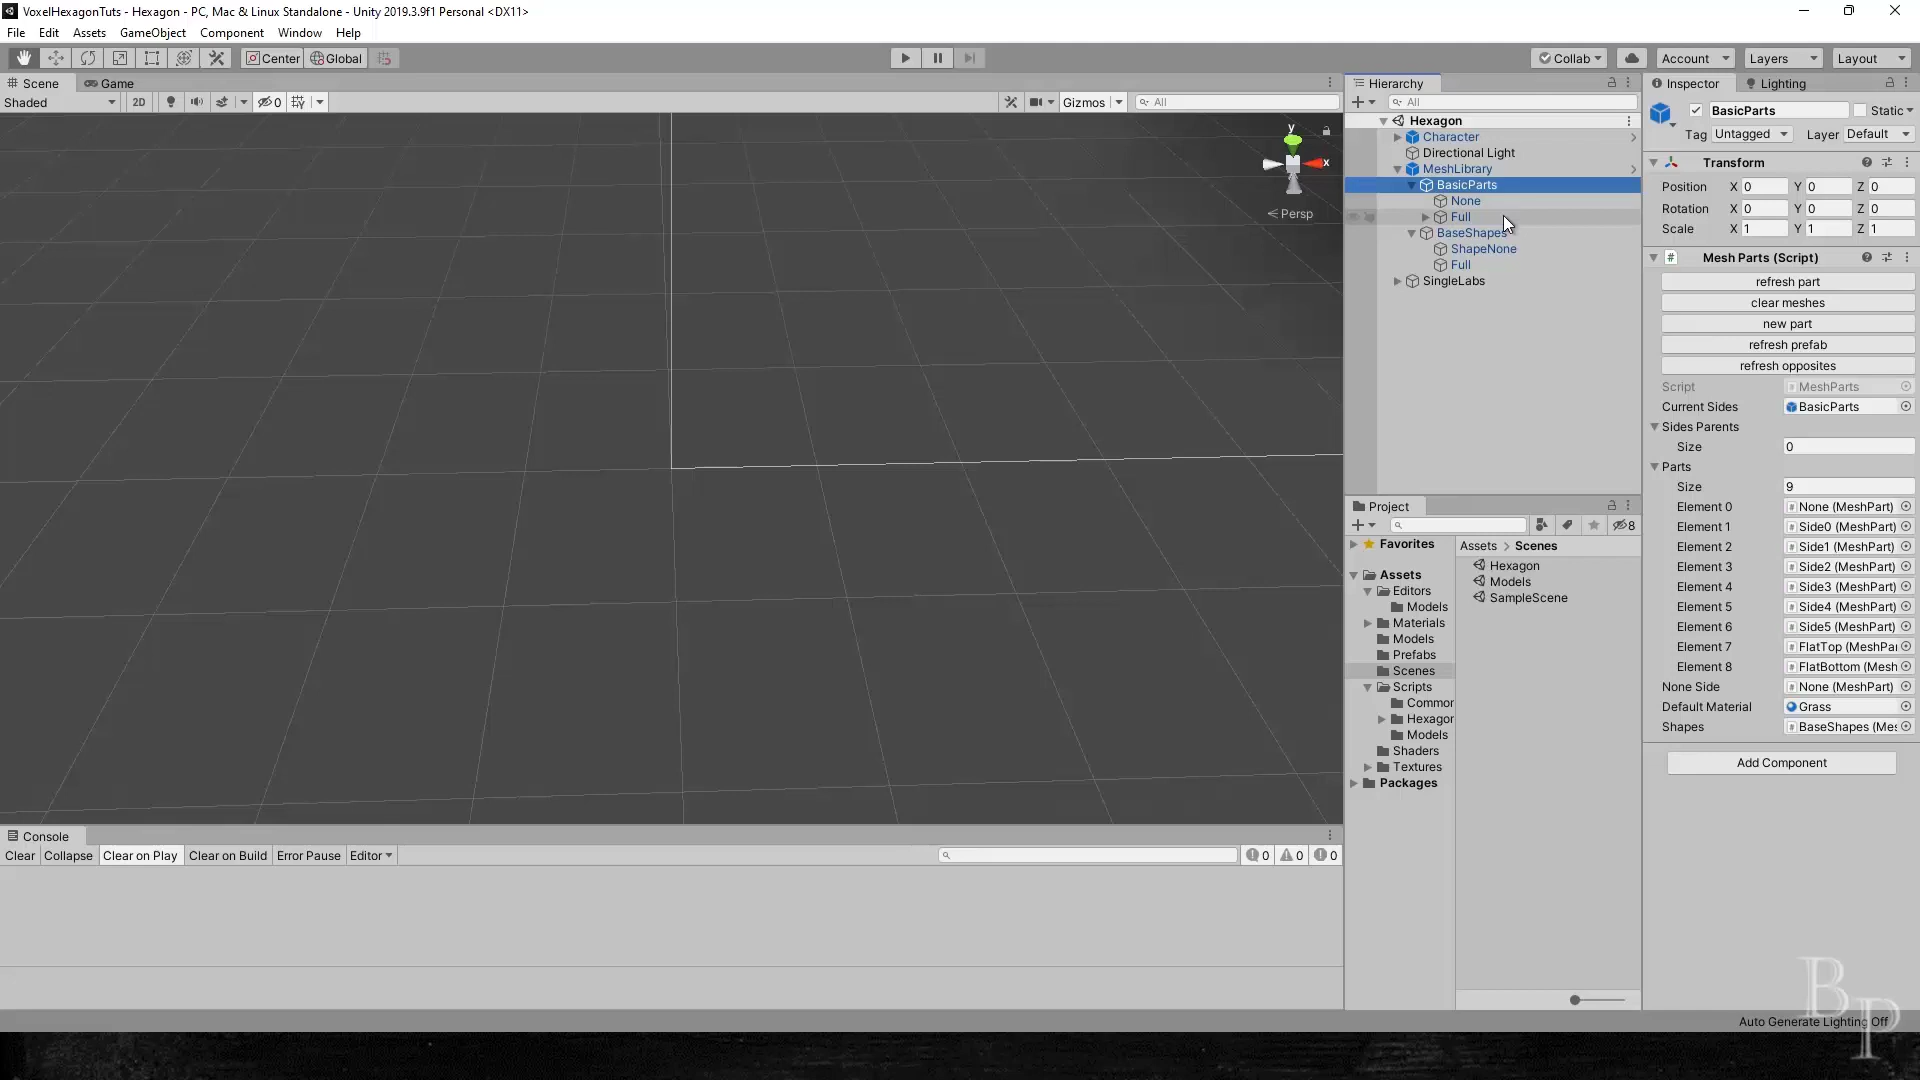 VoxelHexagonTuts - Hexagon - PC, Mac & Linux Standalone - Unity 2019.3.9f1 Personal <DX11>
File Edit Assets GameObject Component Window Help
Center Global Collab Account Layers Layout
Scene Game
Shaded 2D 0 Gizmos All
y
x
Persp
Hierarchy
All
Hexagon
Character
Directional Light
MeshLibrary
BasicParts
None
Full
BaseShapes
ShapeNone
Full
SingleLabs
Project
8
Favorites
Assets
Editors
Models
Materials
Models
Prefabs
Scenes
Scripts
Common
Hexagor
Models
Shaders
Textures
Packages
Assets > Scenes
Hexagon
Models
SampleScene
Inspector Lighting
BasicParts Static
Tag Untagged Layer Default
Transform
Position X 0 Y 0 Z 0
Rotation X 0 Y 0 Z 0
Scale X 1 Y 1 Z 1
# Mesh Parts (Script)
refresh part
clear meshes
new part
refresh prefab
refresh opposites
Script MeshParts
Current Sides BasicParts
Sides Parents
Size 0
Parts
Size 9
Element 0 None (MeshPart)
Element 1 Side0 (MeshPart)
Element 2 Side1 (MeshPart)
Element 3 Side2 (MeshPart)
Element 4 Side3 (MeshPart)
Element 5 Side4 (MeshPart)
Element 6 Side5 (MeshPart)
Element 7 FlatTop (MeshPar
Element 8 FlatBottom (Mesh
None Side None (MeshPart)
Default Material Grass
Shapes BaseShapes (Mes
Add Component
Console
Clear Collapse Clear on Play Clear on Build Error Pause Editor 0 0 0
Auto Generate Lighting Off
BP